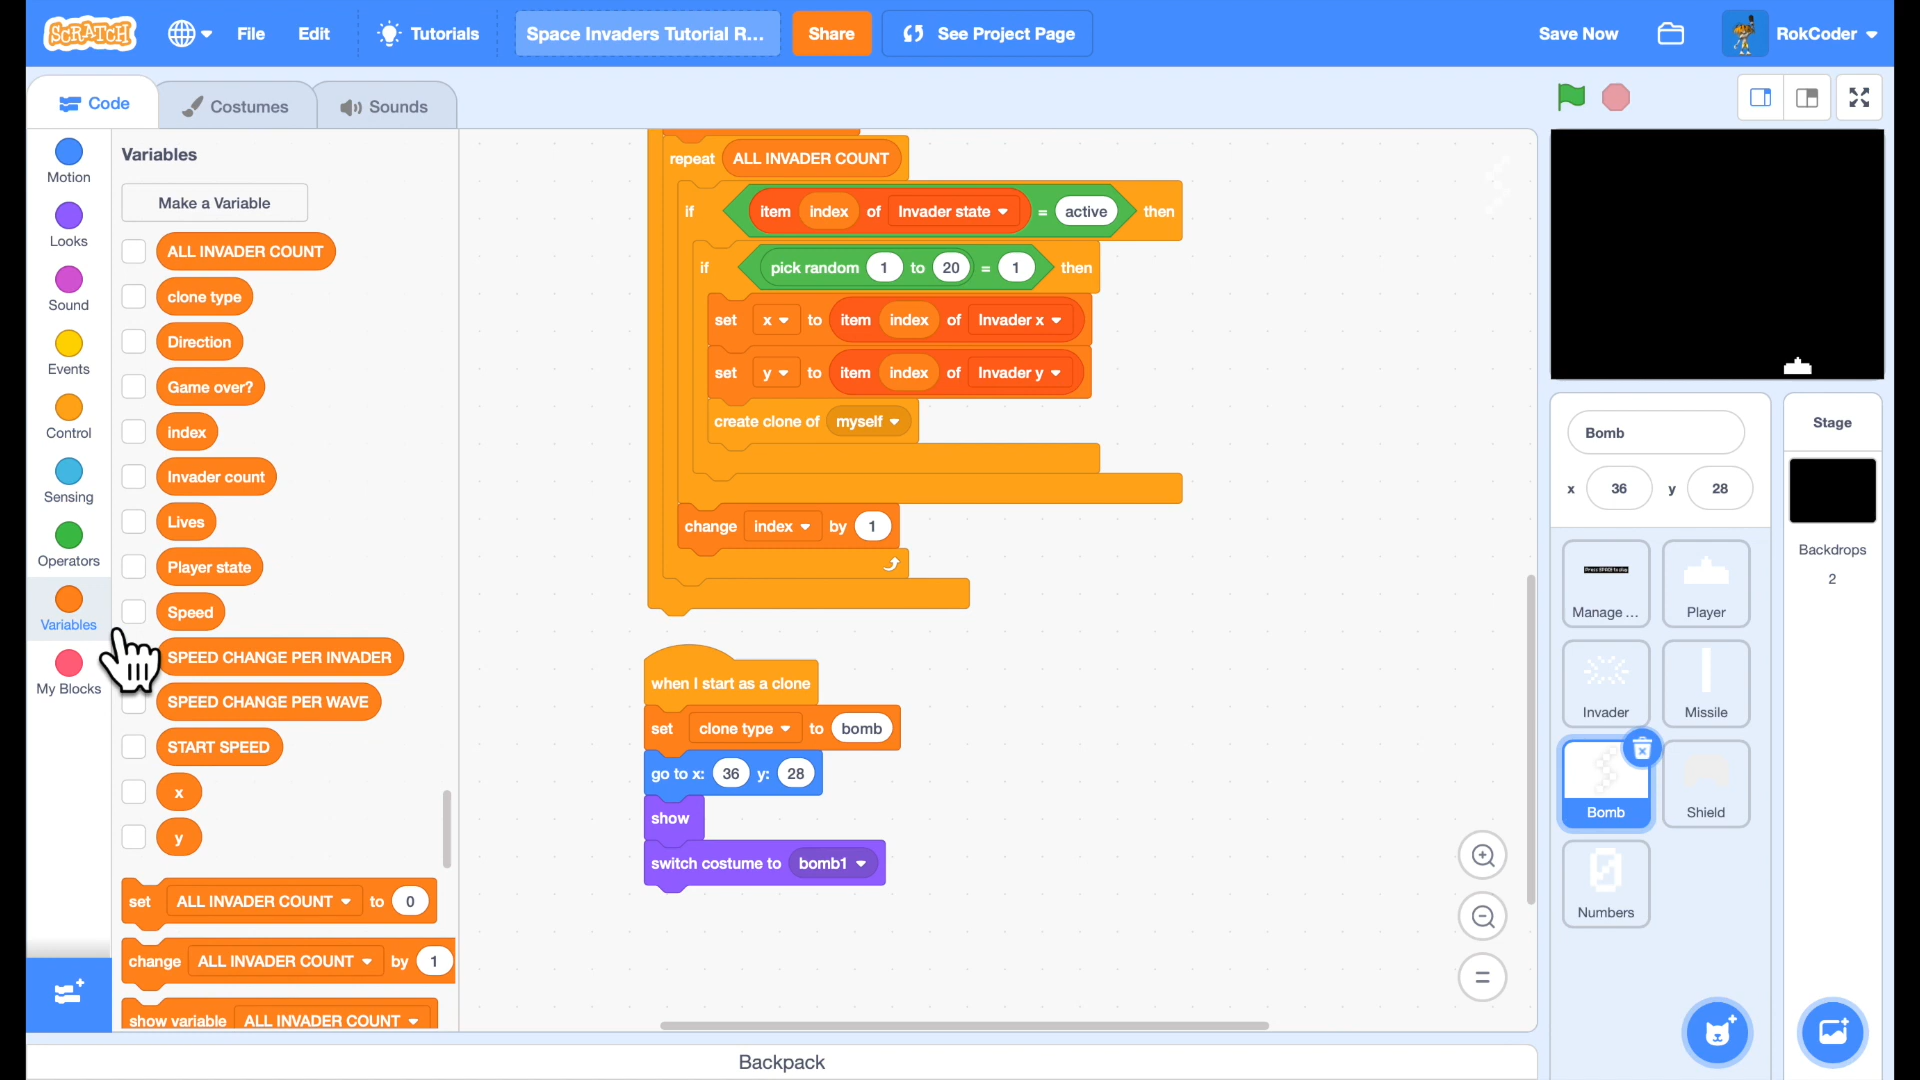 SCRATCH
File
Edit
Tutorials
Space Invaders Tutorial R...
Share
See Project Page
Save Now
RokCoder
Code
Costumes
Sounds
Motion
Looks
Sound
Events
Control
Sensing
Operators
Variables
My Blocks
Variables
Make a Variable
ALL INVADER COUNT
clone type
Direction
Game over?
index
Invader count
Lives
Player state
Speed
SPEED CHANGE PER INVADER
SPEED CHANGE PER WAVE
START SPEED
x
y
set ALL INVADER COUNT to 0
change ALL INVADER COUNT by 1
show variable ALL INVADER COUNT
repeat ALL INVADER COUNT
if item index of Invader state = active then
if pick random 1 to 20 = 1 then
set x to item index of Invader x
set y to item index of Invader y
create clone of myself
change index by 1
when I start as a clone
set clone type to bomb
go to x: 36 y: 28
show
switch costume to bomb1
Bomb
x 36 y 28
Press SPACE to play
Manage ...
Player
Invader
Missile
Bomb
Shield
Numbers
Stage
Backdrops
2
Backpack